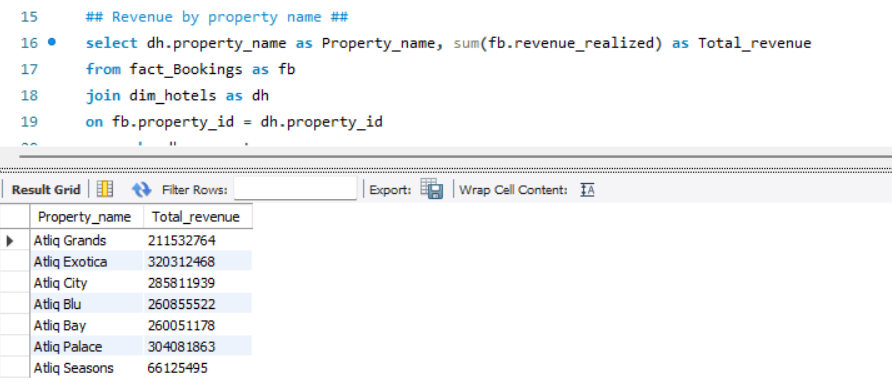 15 ## Revenue by property name ##
16 select dh.property_name as Property_name, sum(fb.revenue_realized) as Total_revenue
17 from fact_Bookings as fb
18 join dim_hotels as dh
19 on fb.property_id = dh.property_id
Result Grid Filter Rows: Export: Wrap Cell Content: IA
Property_name Total_revenue
Atliq Grands 211532764
Atliq Exotica 320312468
Atliq City 285811939
Atliq Blu 260855522
Atliq Bay 260051178
Atliq Palace 304081863
Atliq Seasons 66125495